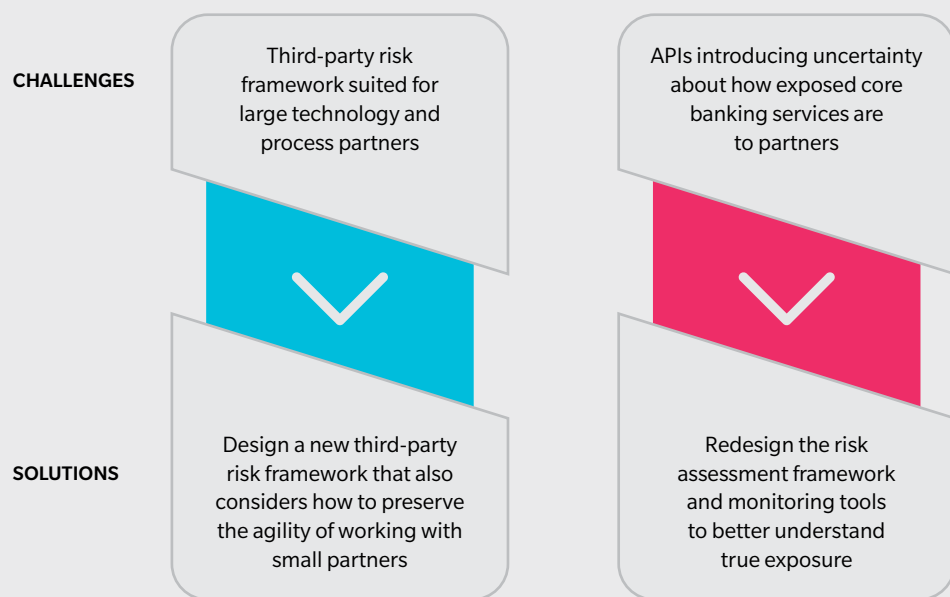 CHALLENGES
Third-party risk
framework suited for
large technology and
process partners
APIs introducing uncertainty
about how exposed core
banking services are
to partners
SOLUTIONS
Design a new third-party
risk framework that also
considers how to preserve
the agility of working with
small partners
Redesign the risk
assessment framework
and monitoring tools
to better understand
true exposure